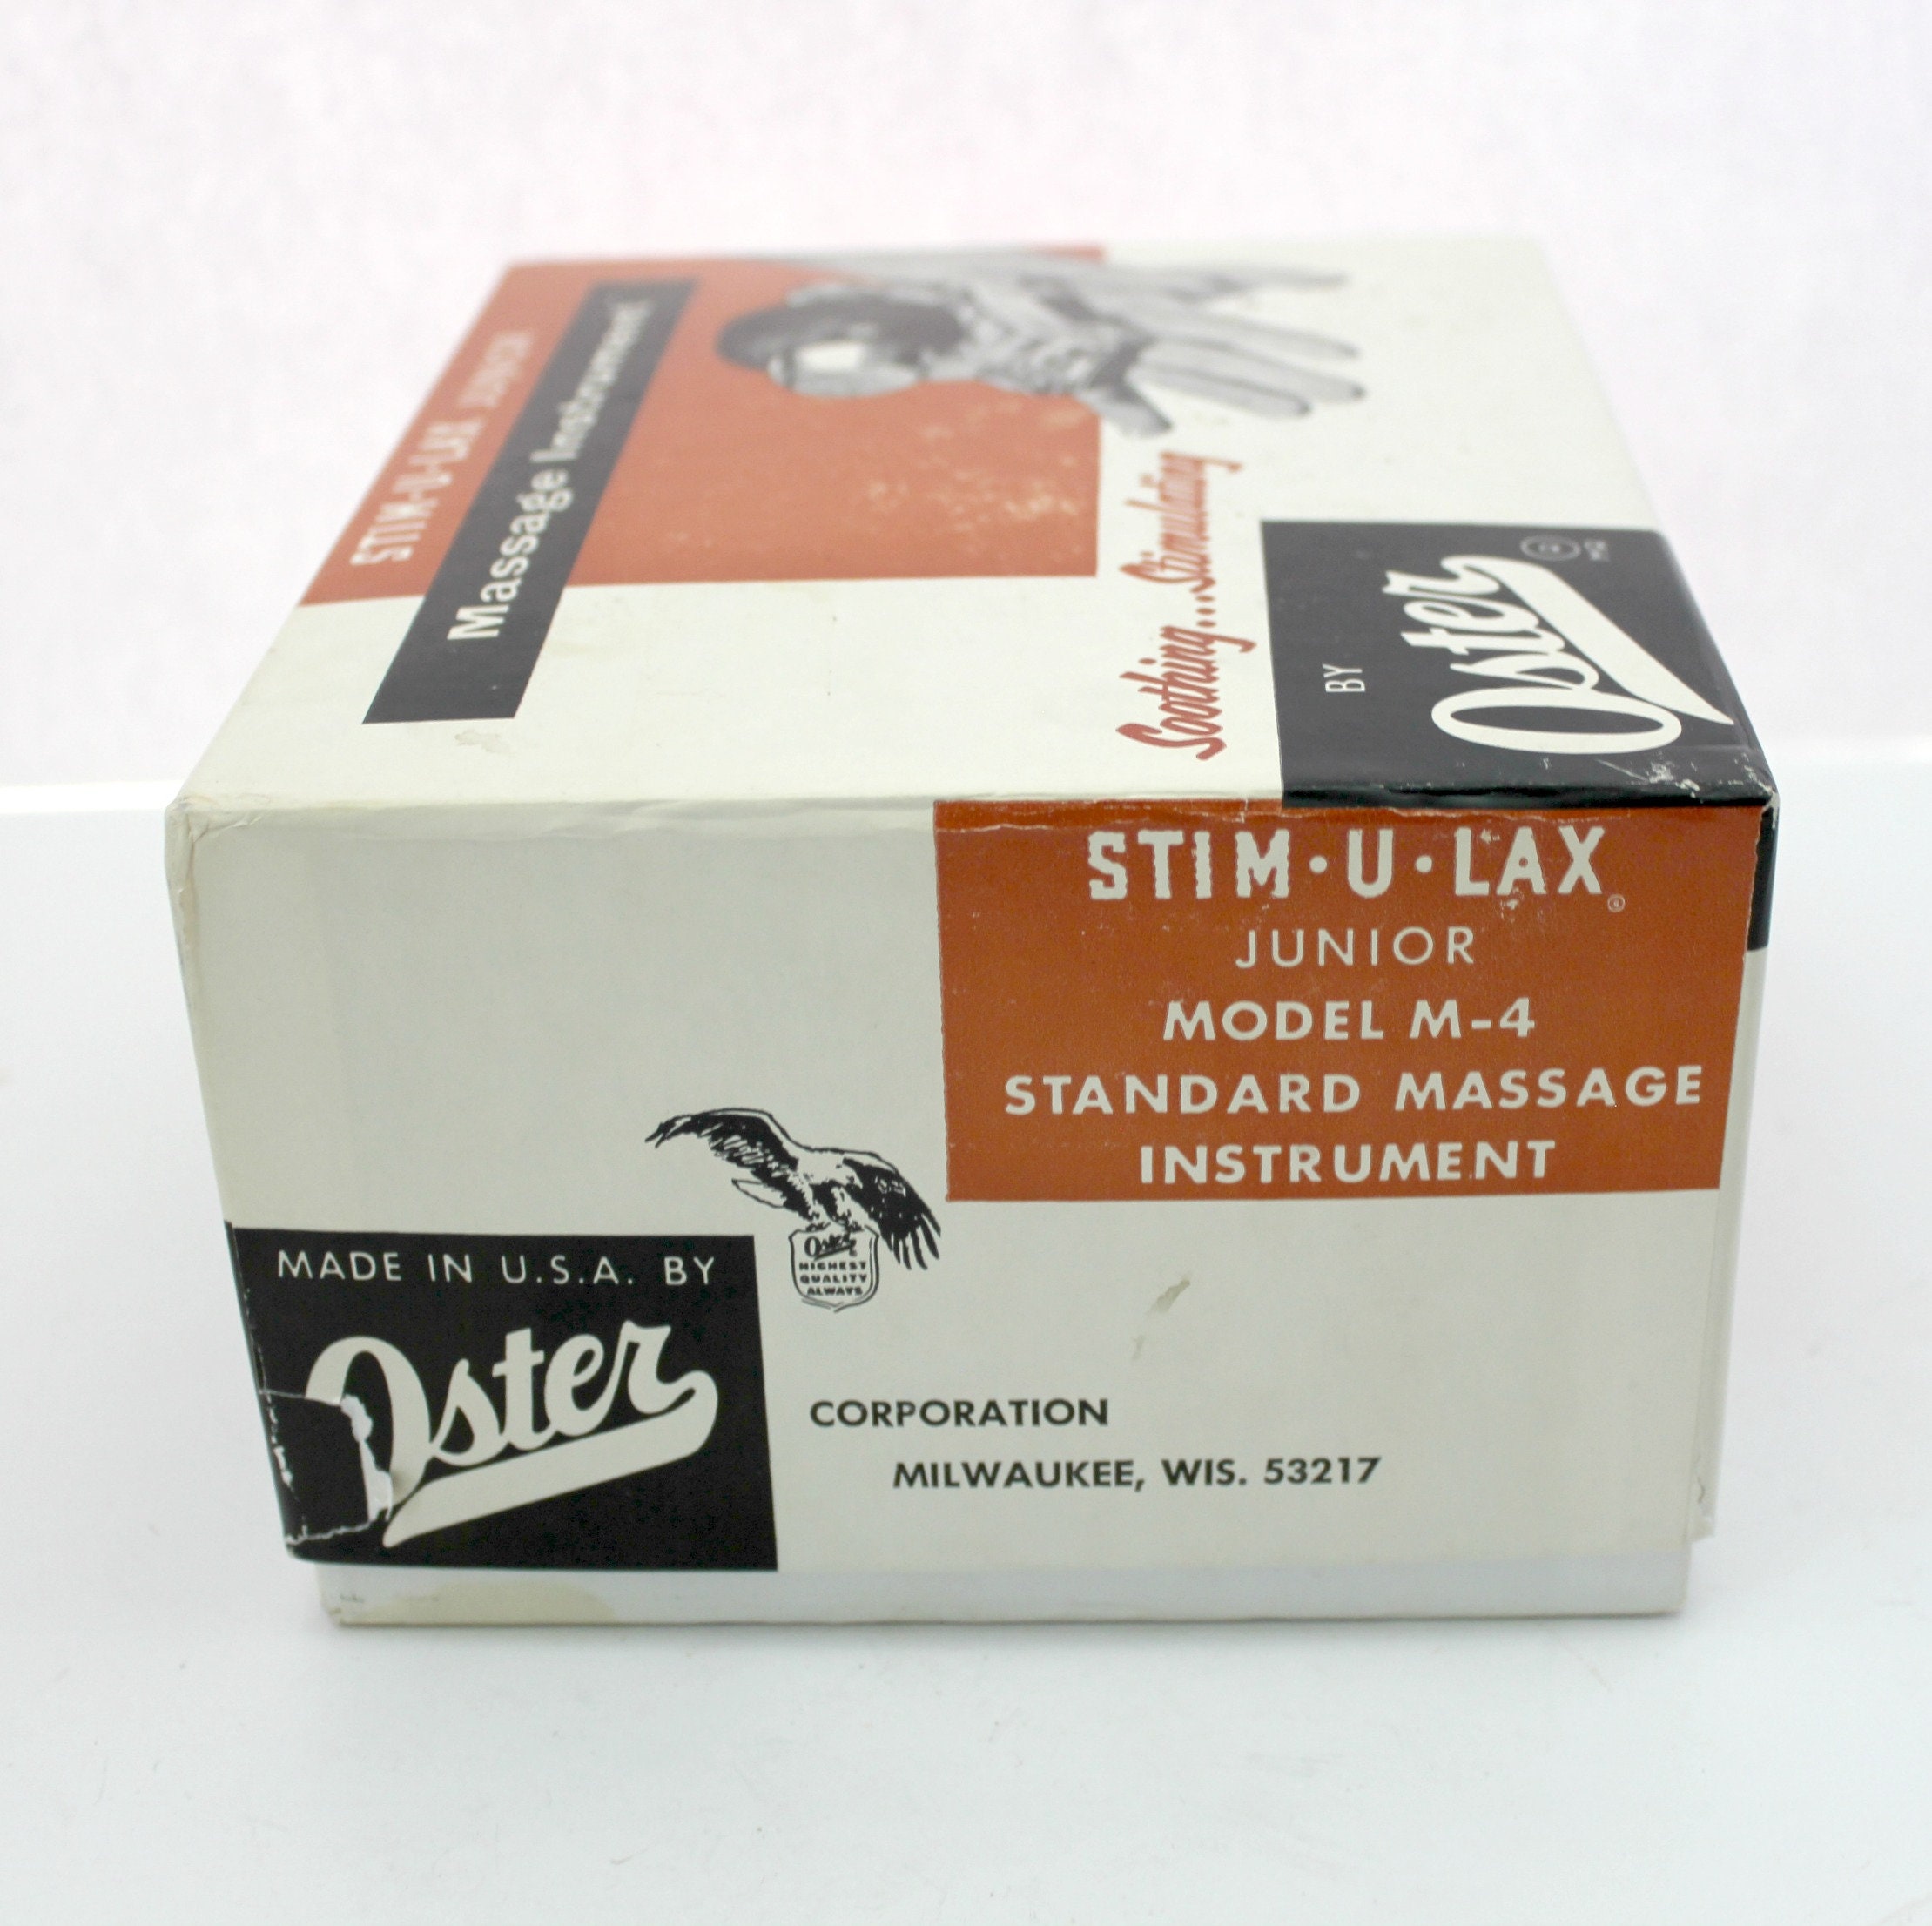 STIM-U-LAX JUNIOR
Massage Instrument
Soothing...Stimulating
BY
Oster
STIM•U•LAX®
JUNIOR
MODEL M-4
STANDARD MASSAGE
INSTRUMENT
Oster
HIGHEST
QUALITY
ALWAYS
MADE IN U.S.A. BY
Oster
CORPORATION
MILWAUKEE, WIS. 53217